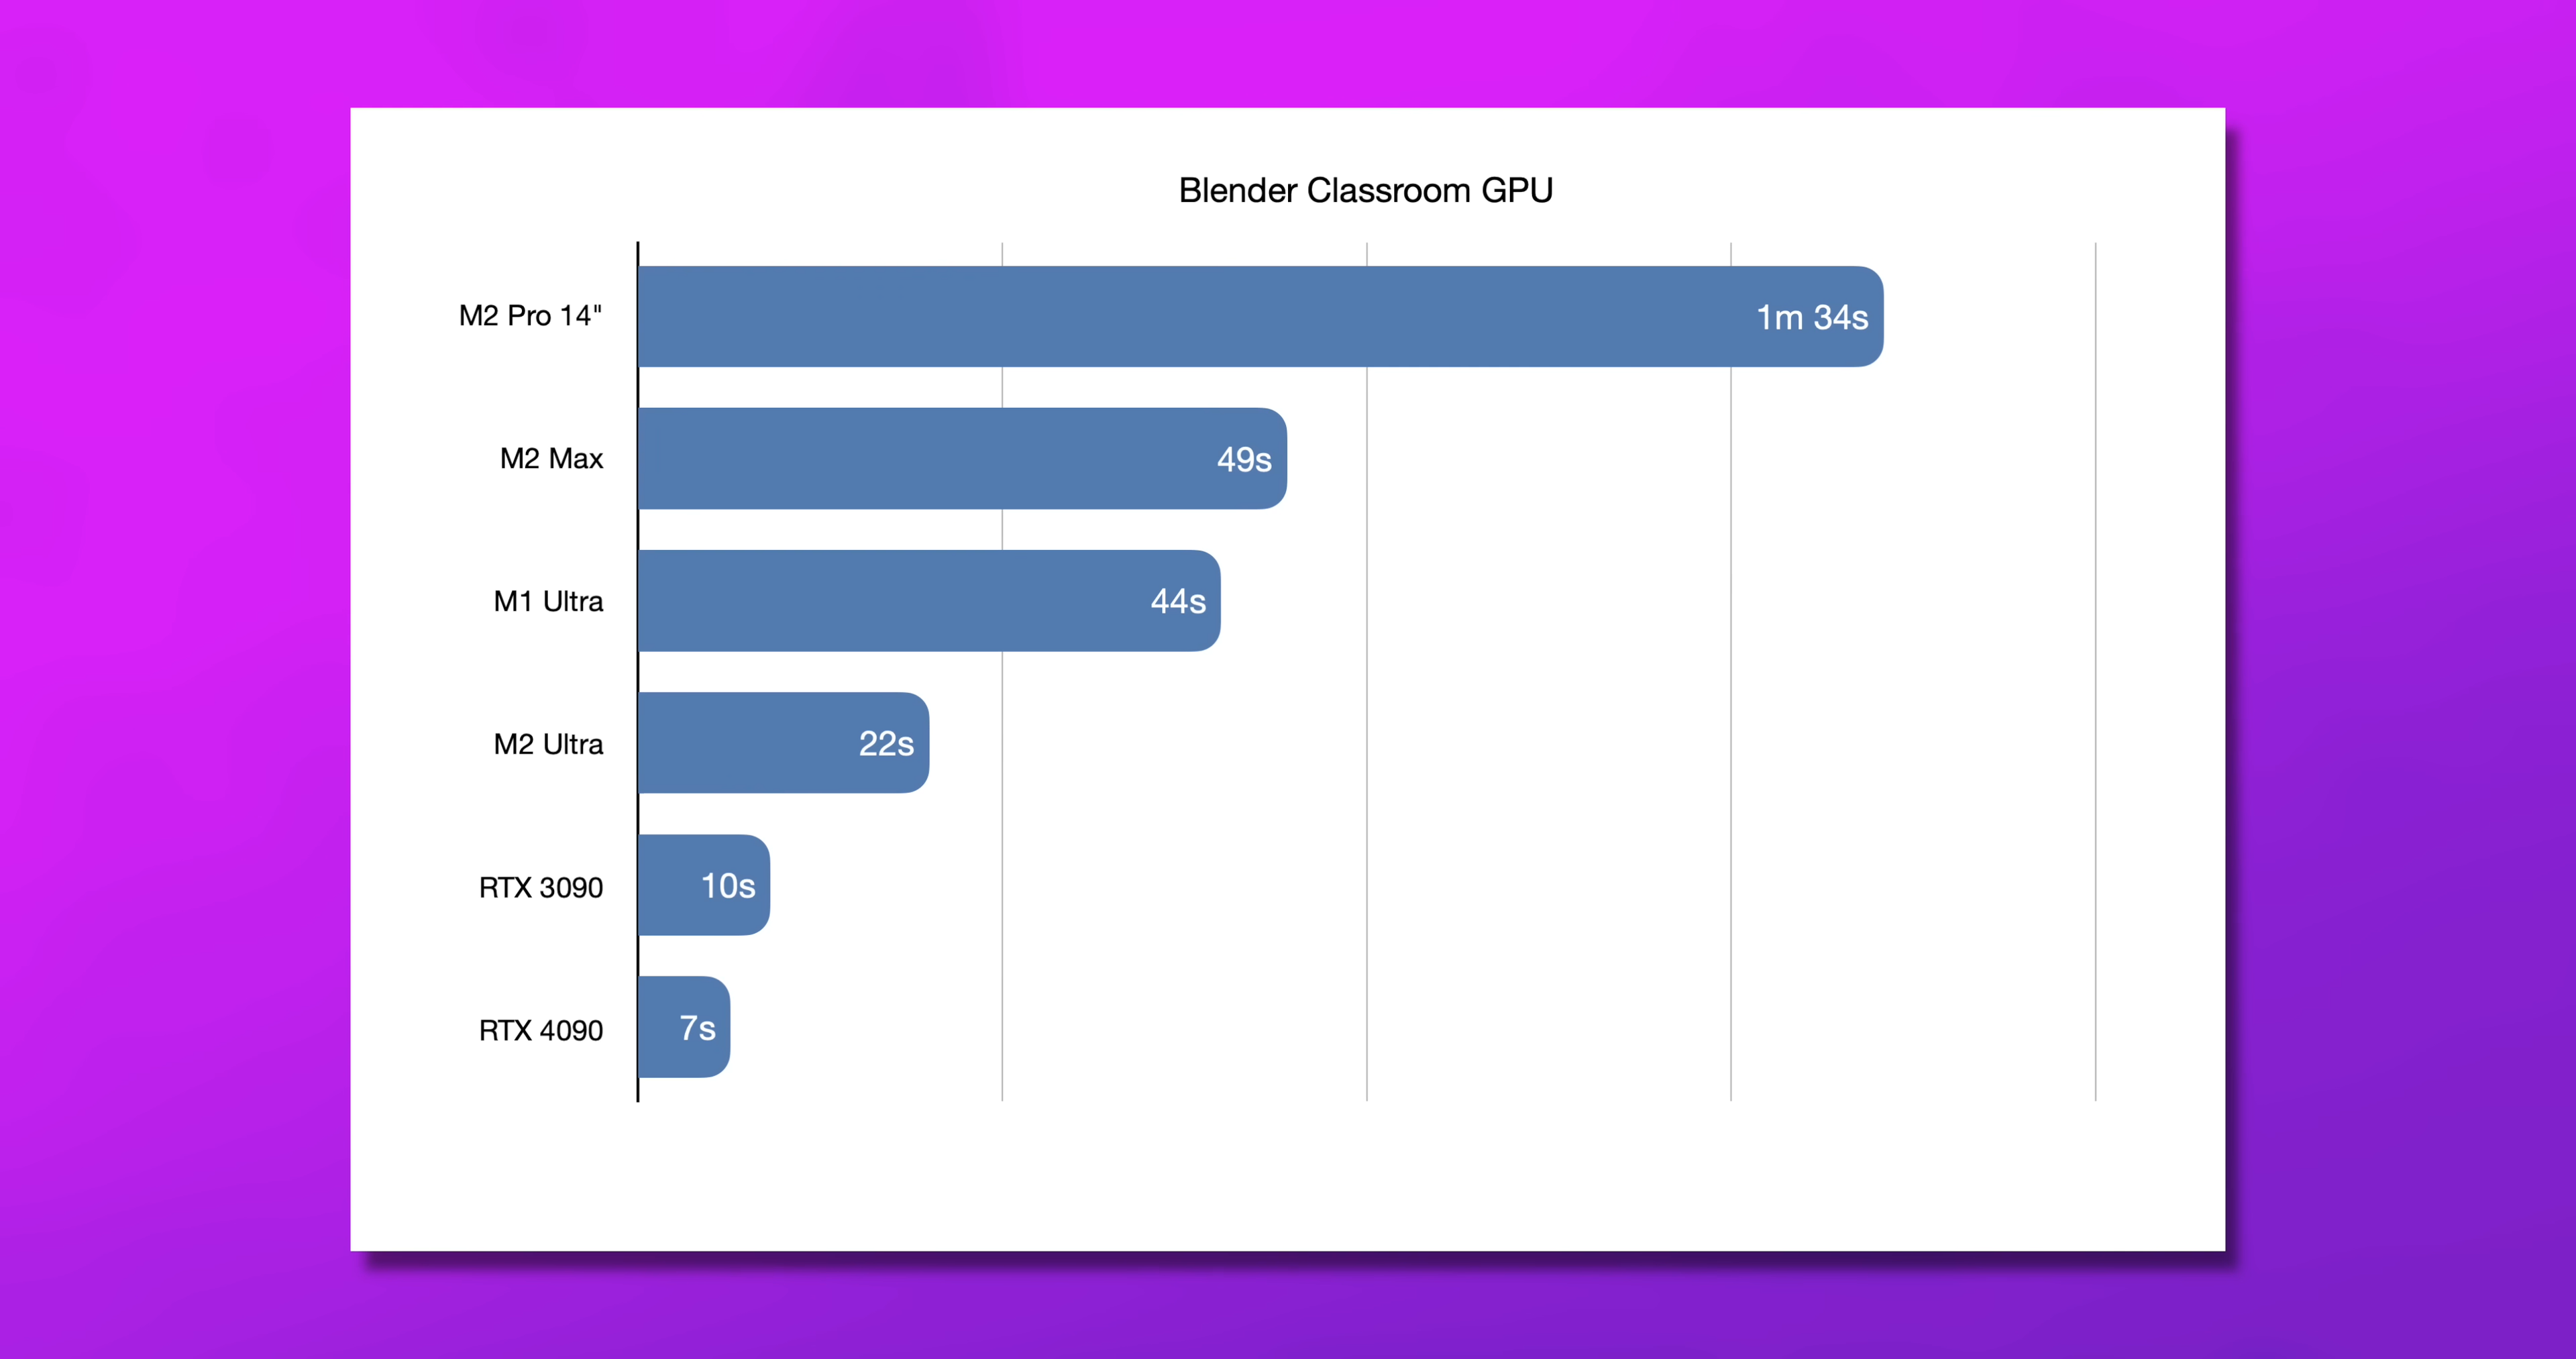 Blender Classroom GPU
M2 Pro 14"
1m 34s
M2 Max
49s
M1 Ultra
44s
M2 Ultra
22s
RTX 3090
10s
RTX 4090
7s